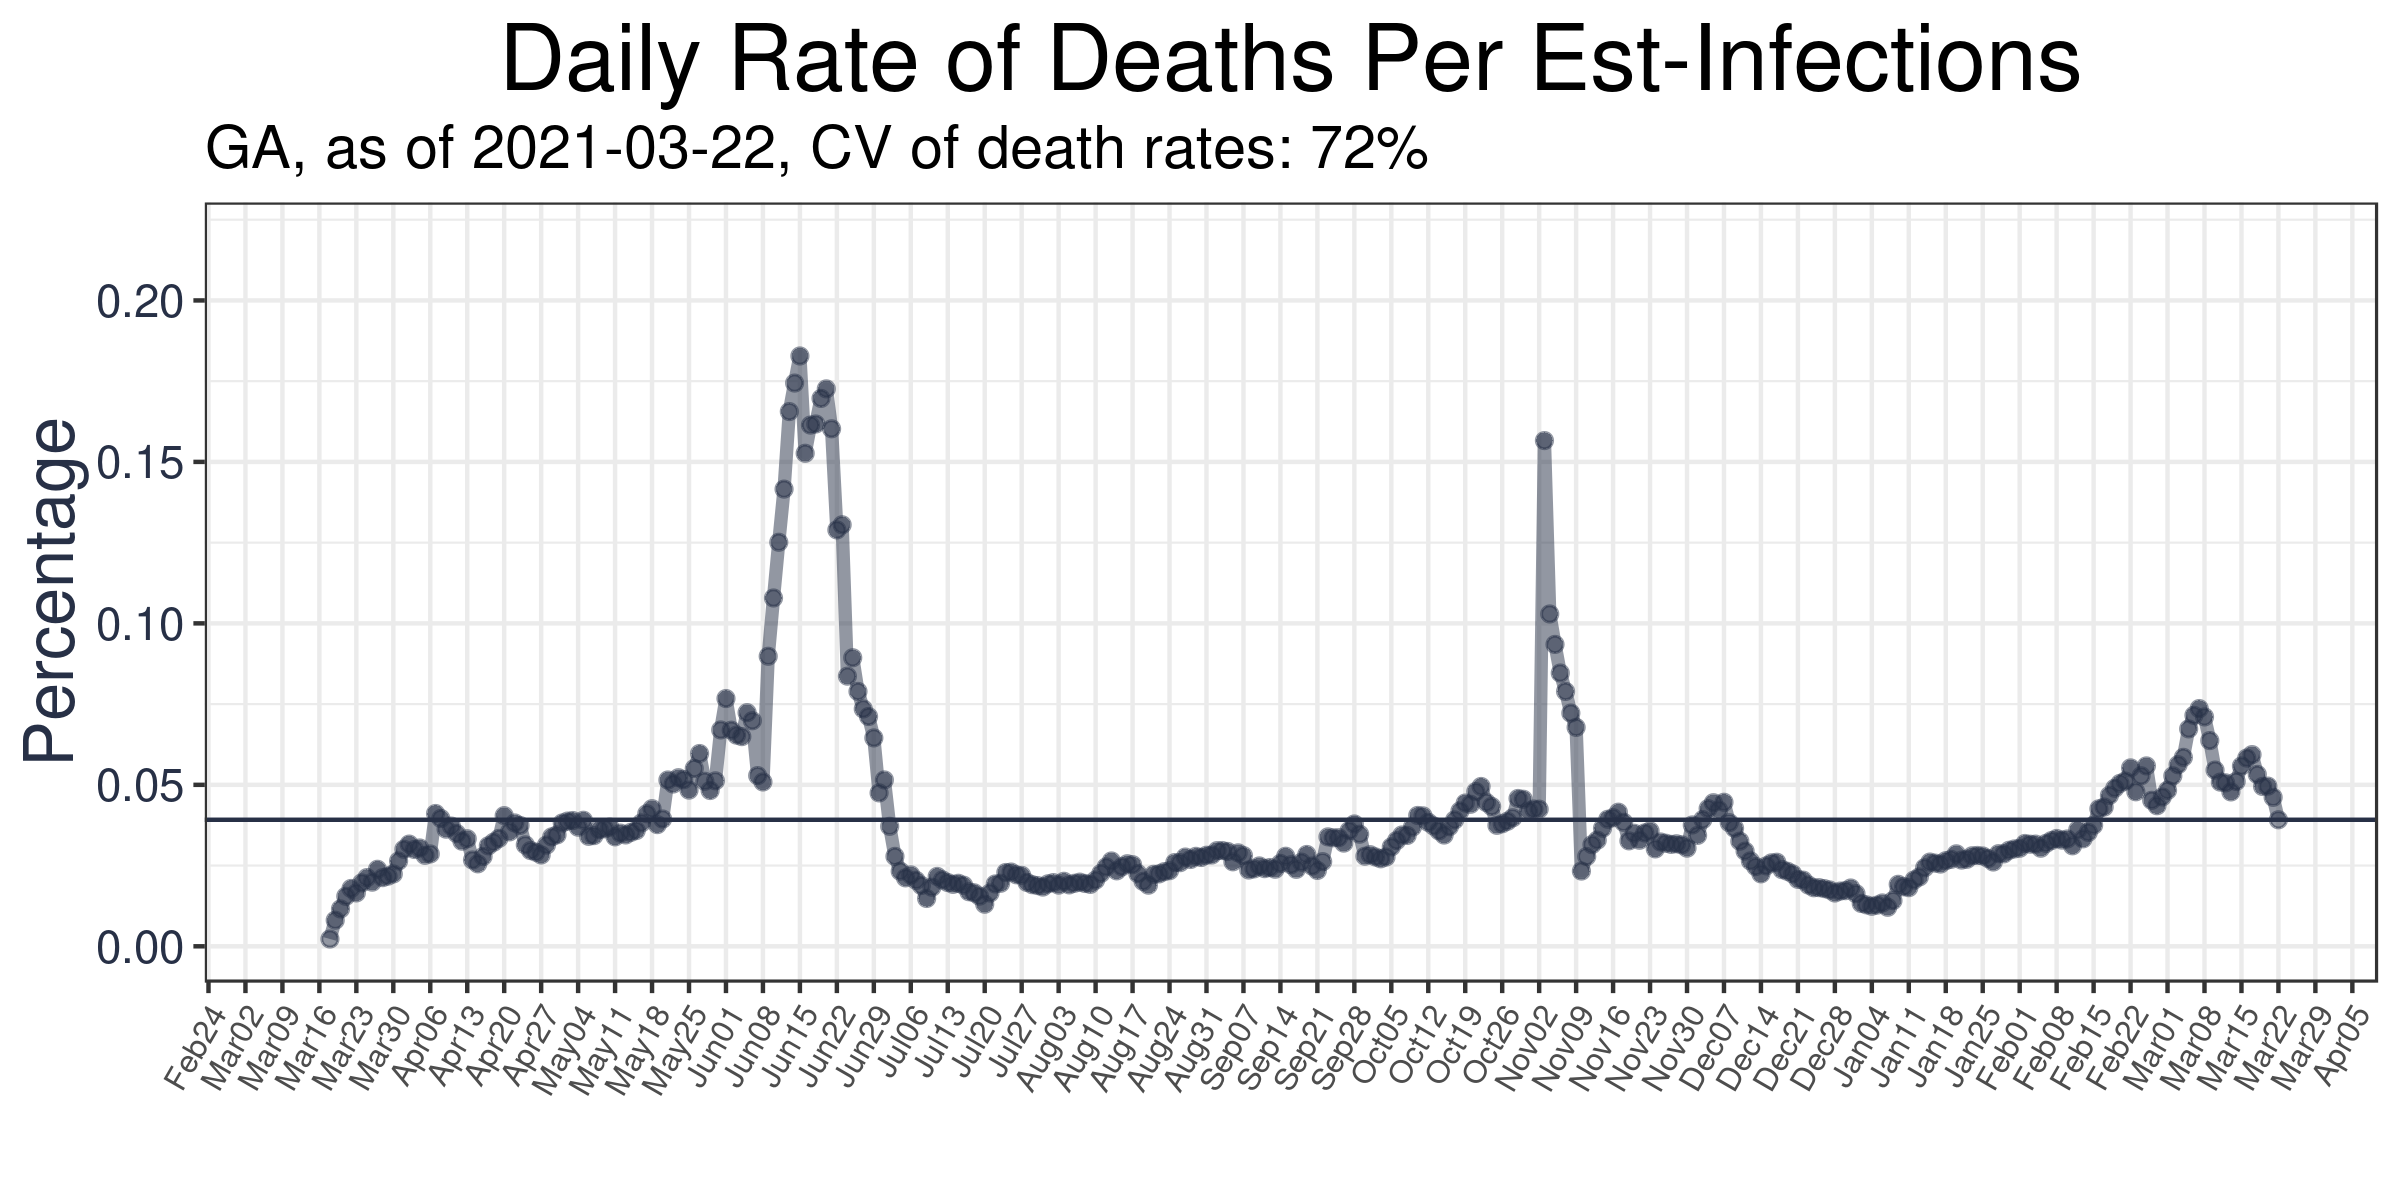 Daily Rate of Deaths Per Est-Infections
GA, as of 2021-03-22, CV of death rates: 72%
Percentage
0.20
0.15
0.10
0.05
0.00
Feb24
Mar02
Mar09
Mar16
Mar23
Mar30
Apr06
Apr13
Apr20
Apr27
May04
May11
May18
May25
Jun01
Jun08
Jun15
Jun22
Jun29
Jul06
Jul13
Jul20
Jul27
Aug03
Aug10
Aug17
Aug24
Aug31
Sep07
Sep14
Sep21
Sep28
Oct05
Oct12
Oct19
Oct26
Nov02
Nov09
Nov16
Nov23
Nov30
Dec07
Dec14
Dec21
Dec28
Jan04
Jan11
Jan18
Jan25
Feb01
Feb08
Feb15
Feb22
Mar01
Mar08
Mar15
Mar22
Mar29
Apr05